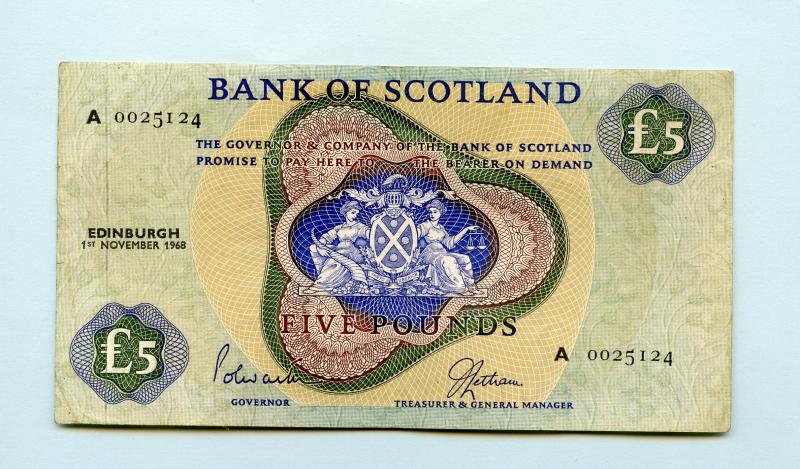 BANK OF SCOTLAND
A 0025124
£5
THE GOVERNOR & COMPANY OF THE BANK OF SCOTLAND
PROMISE TO PAY HERE TO THE BEARER ON DEMAND
EDINBURGH
1ST NOVEMBER 1968
FIVE POUNDS
£5
A 0025124
Polwarth
GOVERNOR
TREASURER & GENERAL MANAGER